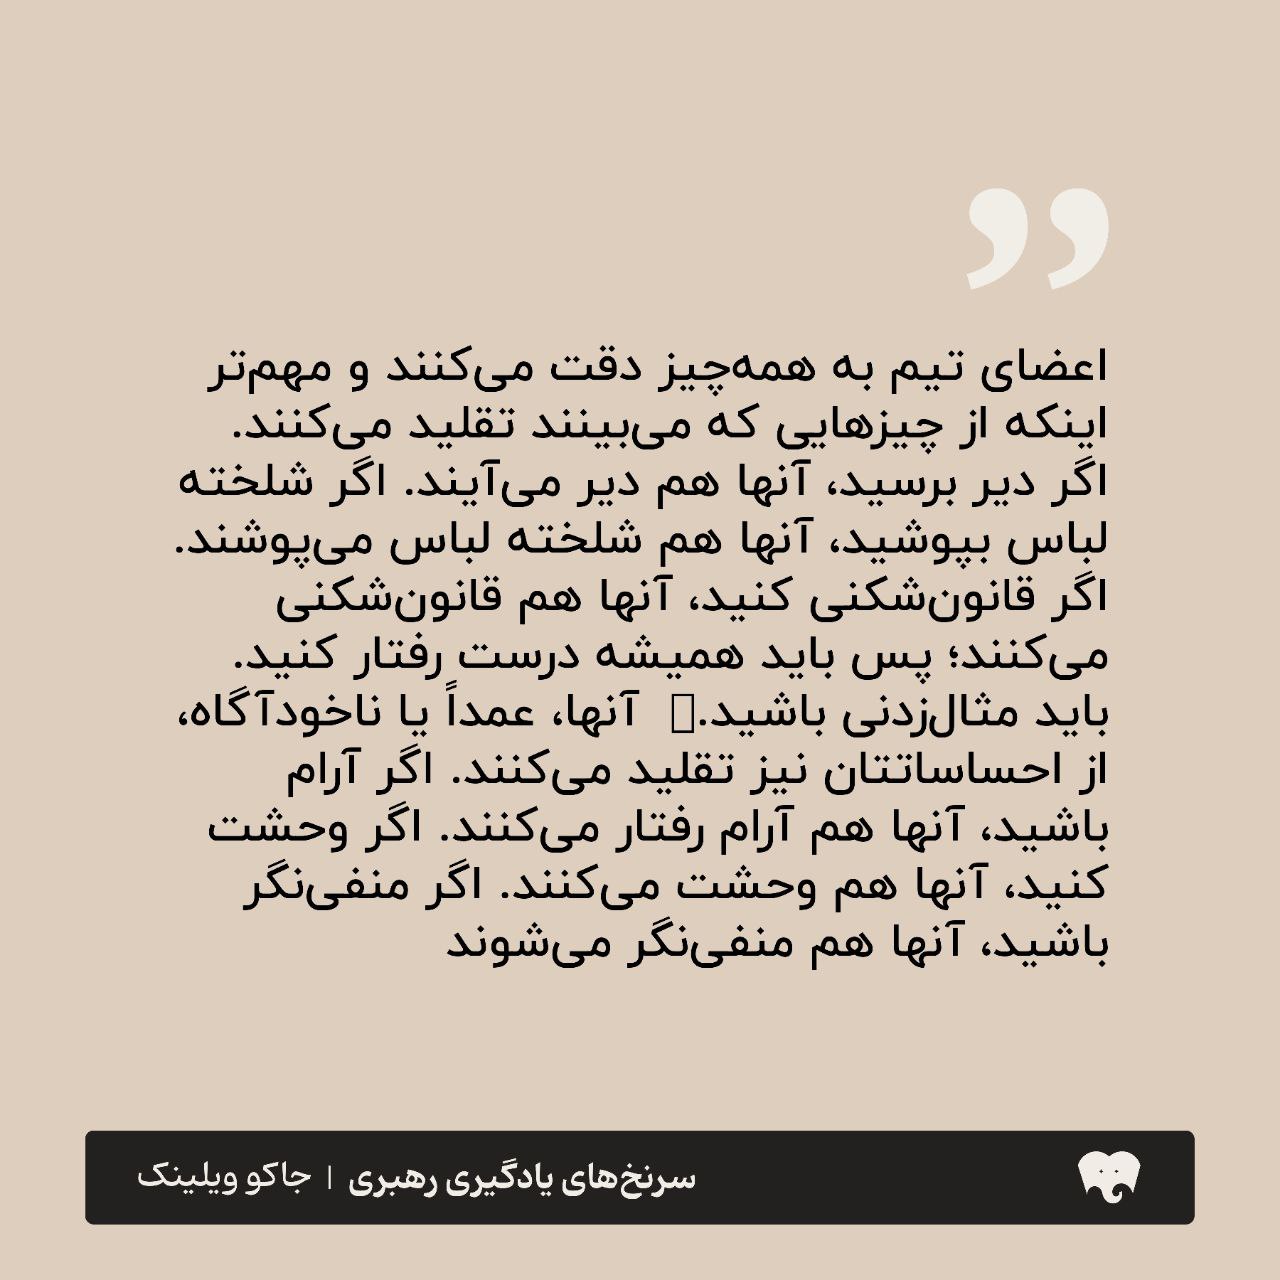 ”
اعضای تیم به همه‌چیز دقت می‌کنند و مهم‌تر
اینکه از چیزهایی که می‌بینند تقلید می‌کنند.
اگر دیر برسید، آنها هم دیر می‌آیند. اگر شلخته
لباس بپوشید، آنها هم شلخته لباس می‌پوشند.
اگر قانون‌شکنی کنید، آنها هم قانون‌شکنی
می‌کنند؛ پس باید همیشه درست رفتار کنید.
باید مثال‌زدنی باشید.▯ آنها، عمداً یا ناخودآگاه،
از احساساتتان نیز تقلید می‌کنند. اگر آرام
باشید، آنها هم آرام رفتار می‌کنند. اگر وحشت
کنید، آنها هم وحشت می‌کنند. اگر منفی‌نگر
باشید، آنها هم منفی‌نگر می‌شوند
سرنخ‌های یادگیری رهبری | جاکو ویلینک